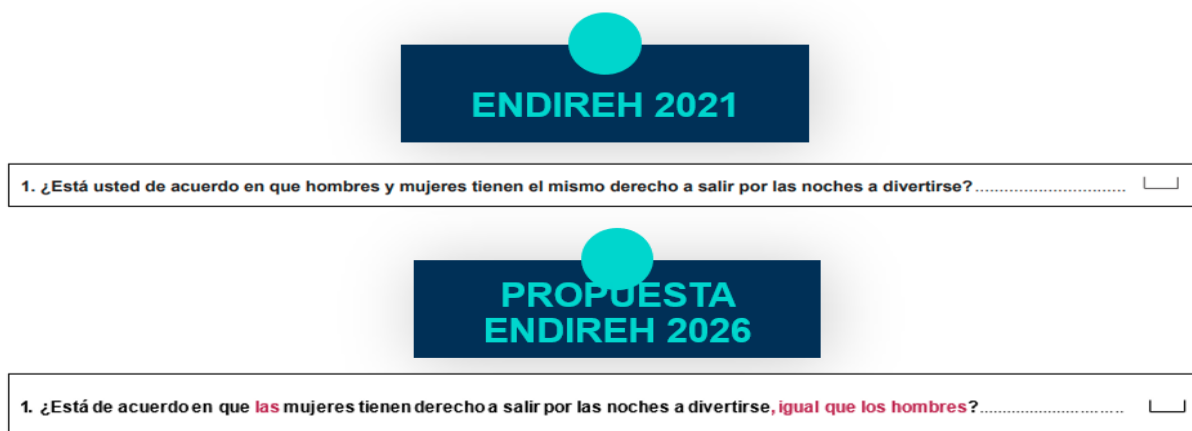 ENDIREH 2021
1. ¿Está usted de acuerdo en que hombres y mujeres tienen el mismo derecho a salir por las noches a divertirse?................................
PROPUESTA
ENDIREH 2026
1. ¿Está de acuerdo en que las mujeres tienen derecho a salir por las noches a divertirse, igual que los hombres?..............................